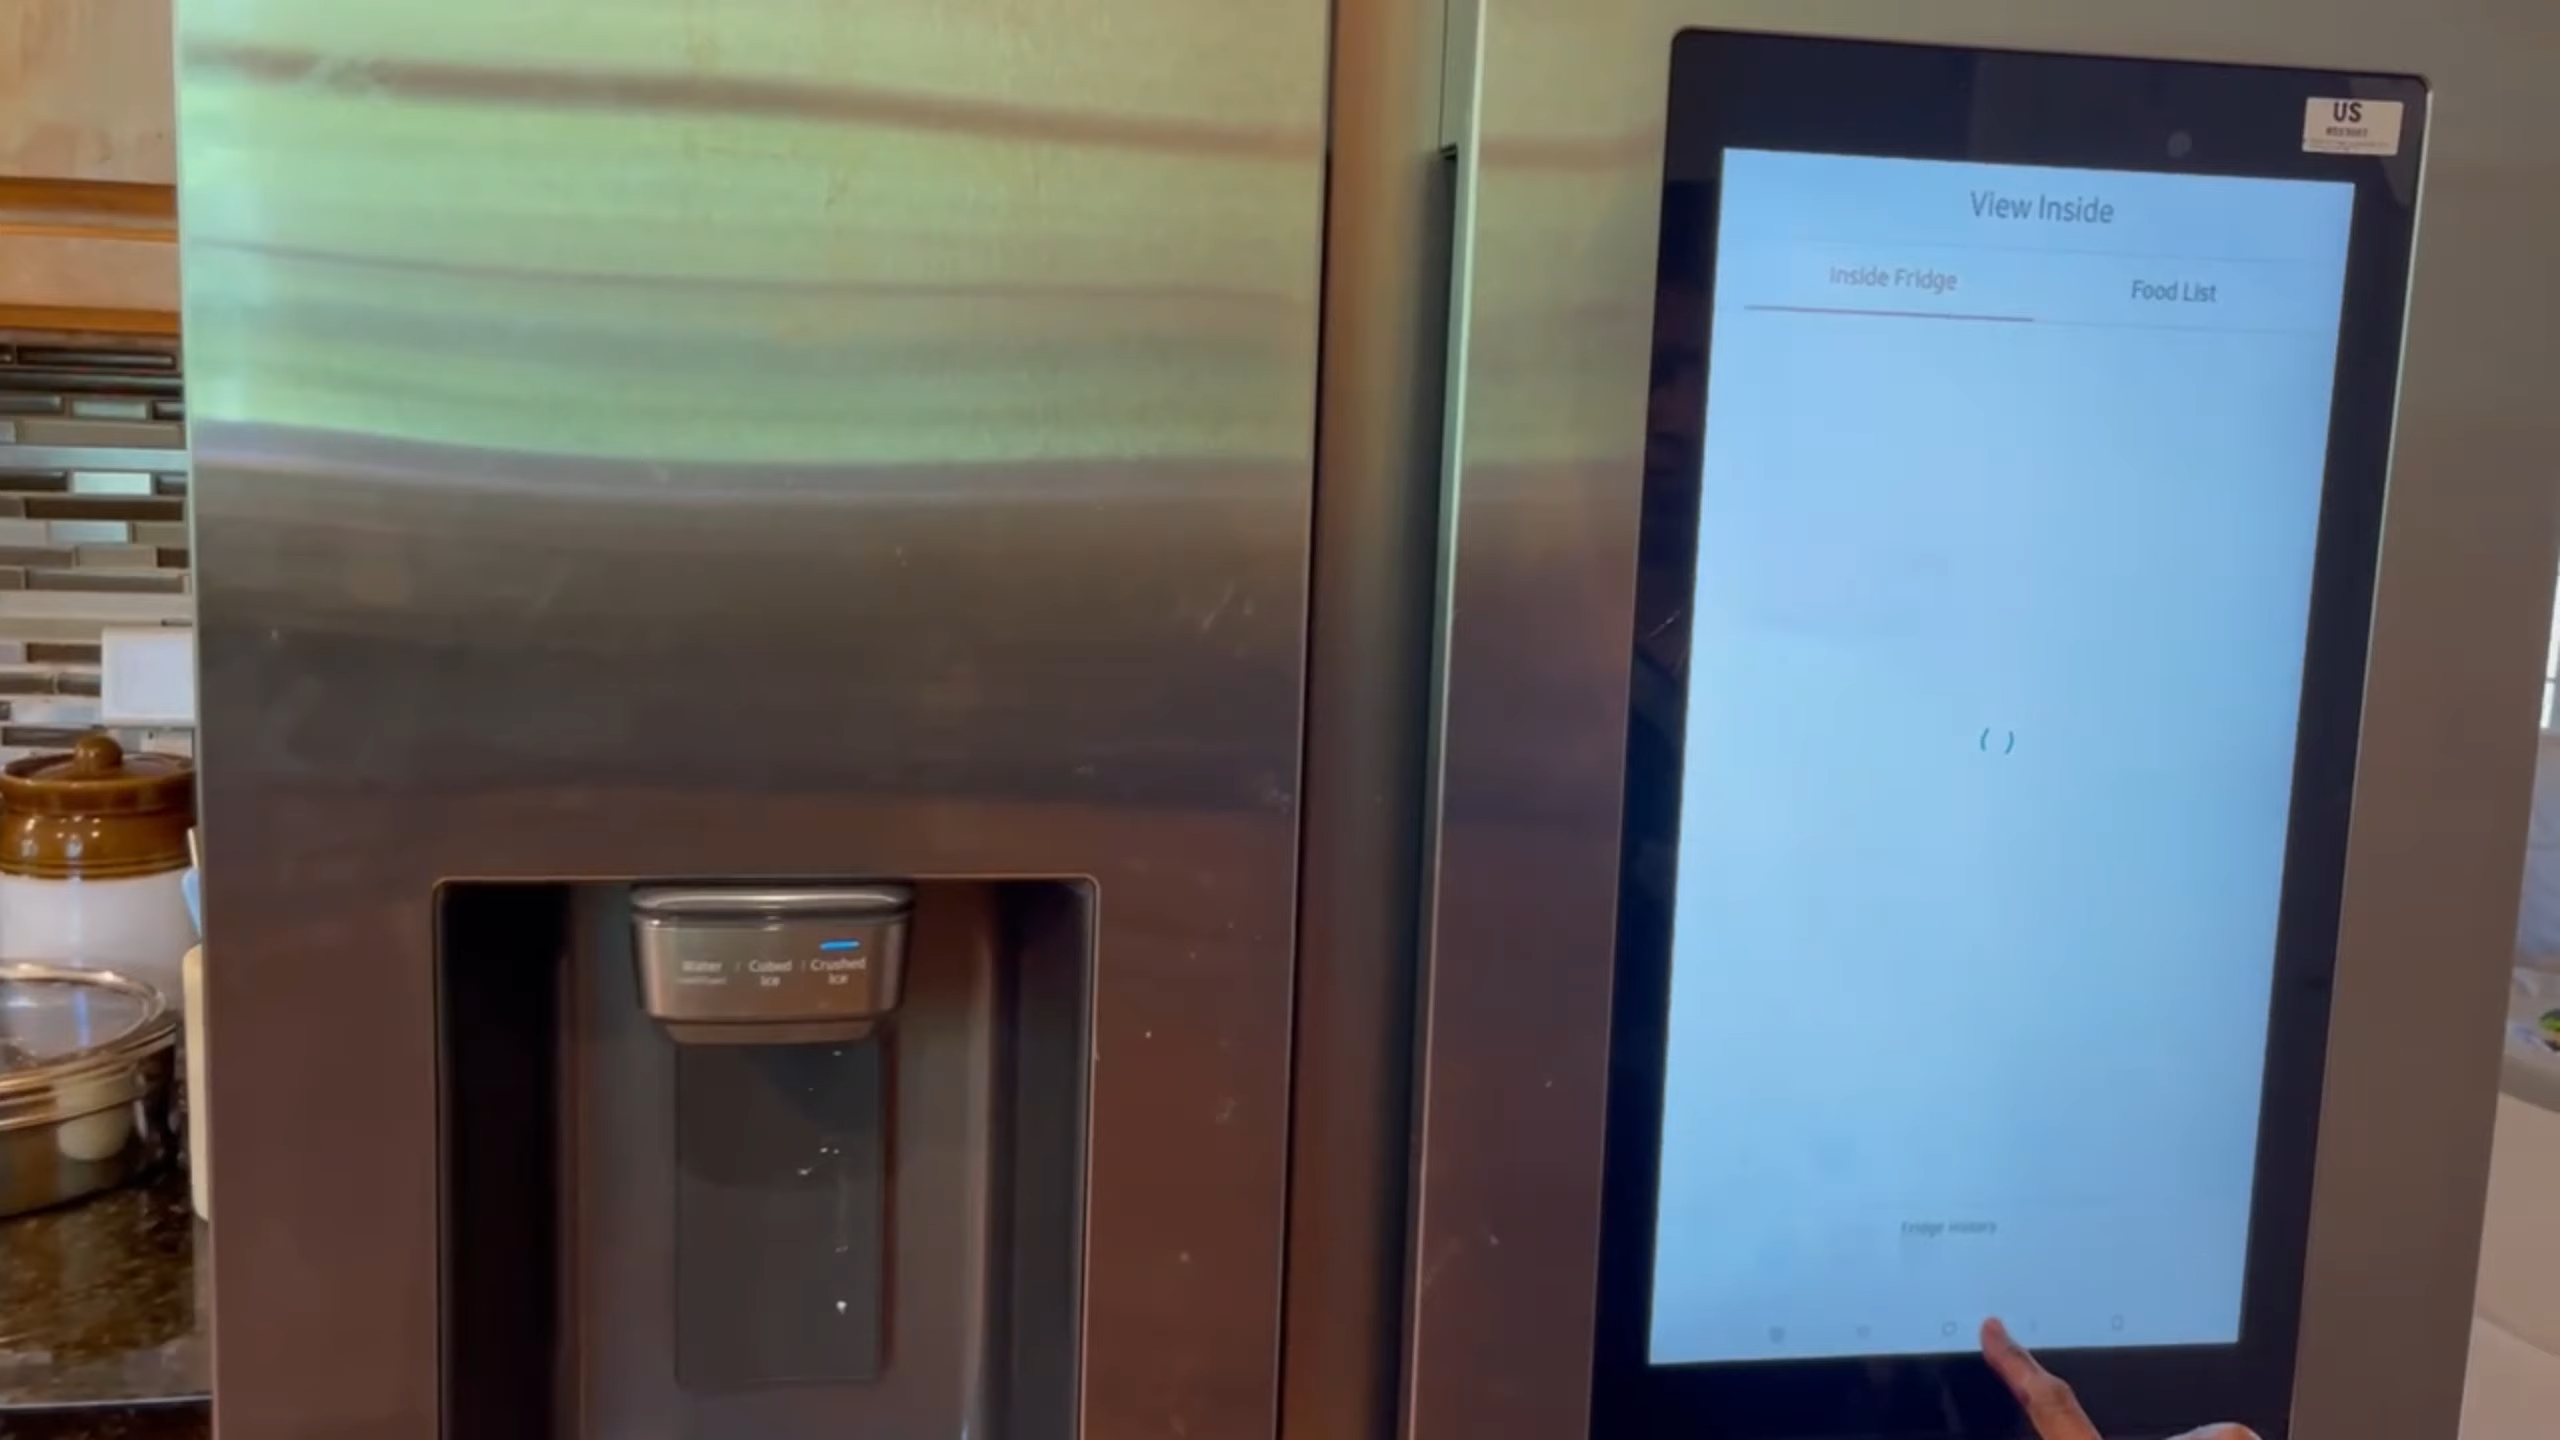 US
View Inside
Inside Fridge
Food List
Water / Cubed Ice / Crushed Ice
Fridge History